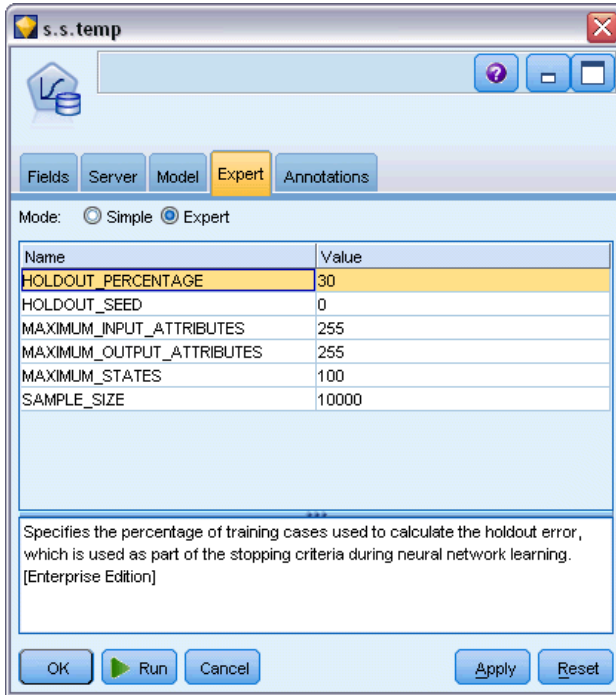 s.s.temp
Fields Server Model Expert Annotations
Mode: Simple Expert
Name Value
HOLDOUT_PERCENTAGE 30
HOLDOUT_SEED 0
MAXIMUM_INPUT_ATTRIBUTES 255
MAXIMUM_OUTPUT_ATTRIBUTES 255
MAXIMUM_STATES 100
SAMPLE_SIZE 10000
Specifies the percentage of training cases used to calculate the holdout error,
which is used as part of the stopping criteria during neural network learning.
[Enterprise Edition]
OK Run Cancel Apply Reset